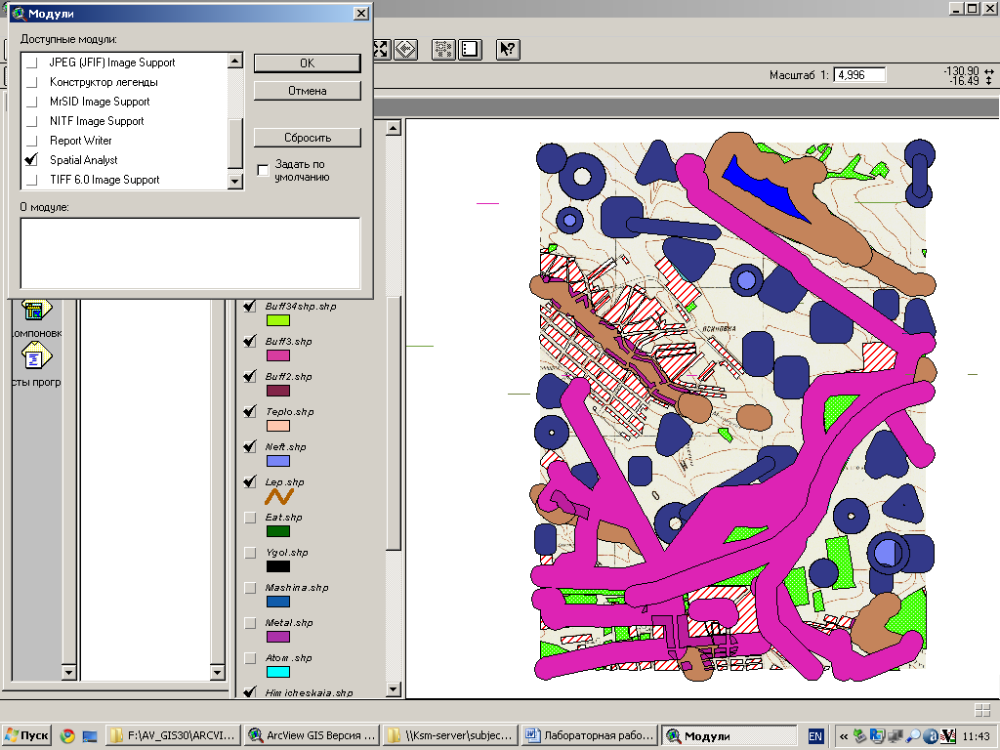 Модули
Доступные модули:
JPEG (JFIF) Image Support
Конструктор легенды
MrSID Image Support
NITF Image Support
Report Writer
Spatial Analyst
TIFF 6.0 Image Support
OK
Отмена
Сбросить
Задать по
умолчанию
О модуле:
Масштаб 1: 4,996
-130.90
-16.49
омпоновк
сты прогр
Buff34shp.shp
Buff3.shp
Buff2.shp
Teplo.shp
Neft.shp
Lep.shp
Eat.shp
Ygol.shp
Mashina.shp
Metal.shp
Atom.shp
Himicheskaia.shp
ЯСИНОВКА
Пуск
F:\AV_GIS30\ARCVI...
ArcView GIS Версия ...
\\Ksm-server\subjec...
Лабораторная рабо...
Модули
EN
«
11:43